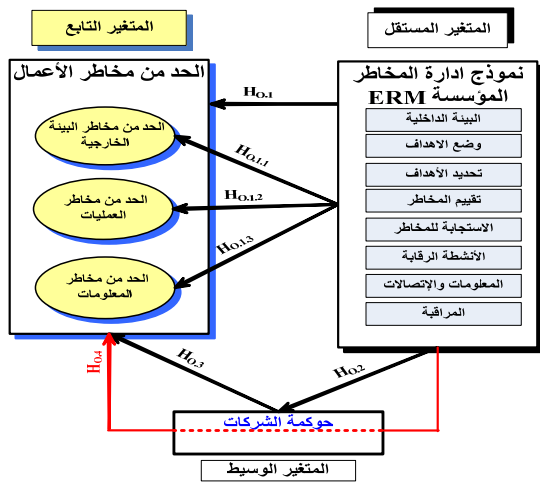 المتغير المستقل
المتغير التابع
نموذج ادارة المخاطر
المؤسسة ERM
البيئة الداخلية
وضع الاهداف
تحديد الأهداف
تقييم المخاطر
الاستجابة للمخاطر
الأنشطة الرقابة
المعلومات والإتصالات
المراقبة
الحد من مخاطر الأعمال
الحد من مخاطر البيئة
الخارجية
الحد من مخاطر
العمليات
الحد من مخاطر
المعلومات
HO.1
HO.1.1
HO.1.2
HO.1.3
HO.2
HO.3
HO.4
حوكمة الشركات
المتغير الوسيط